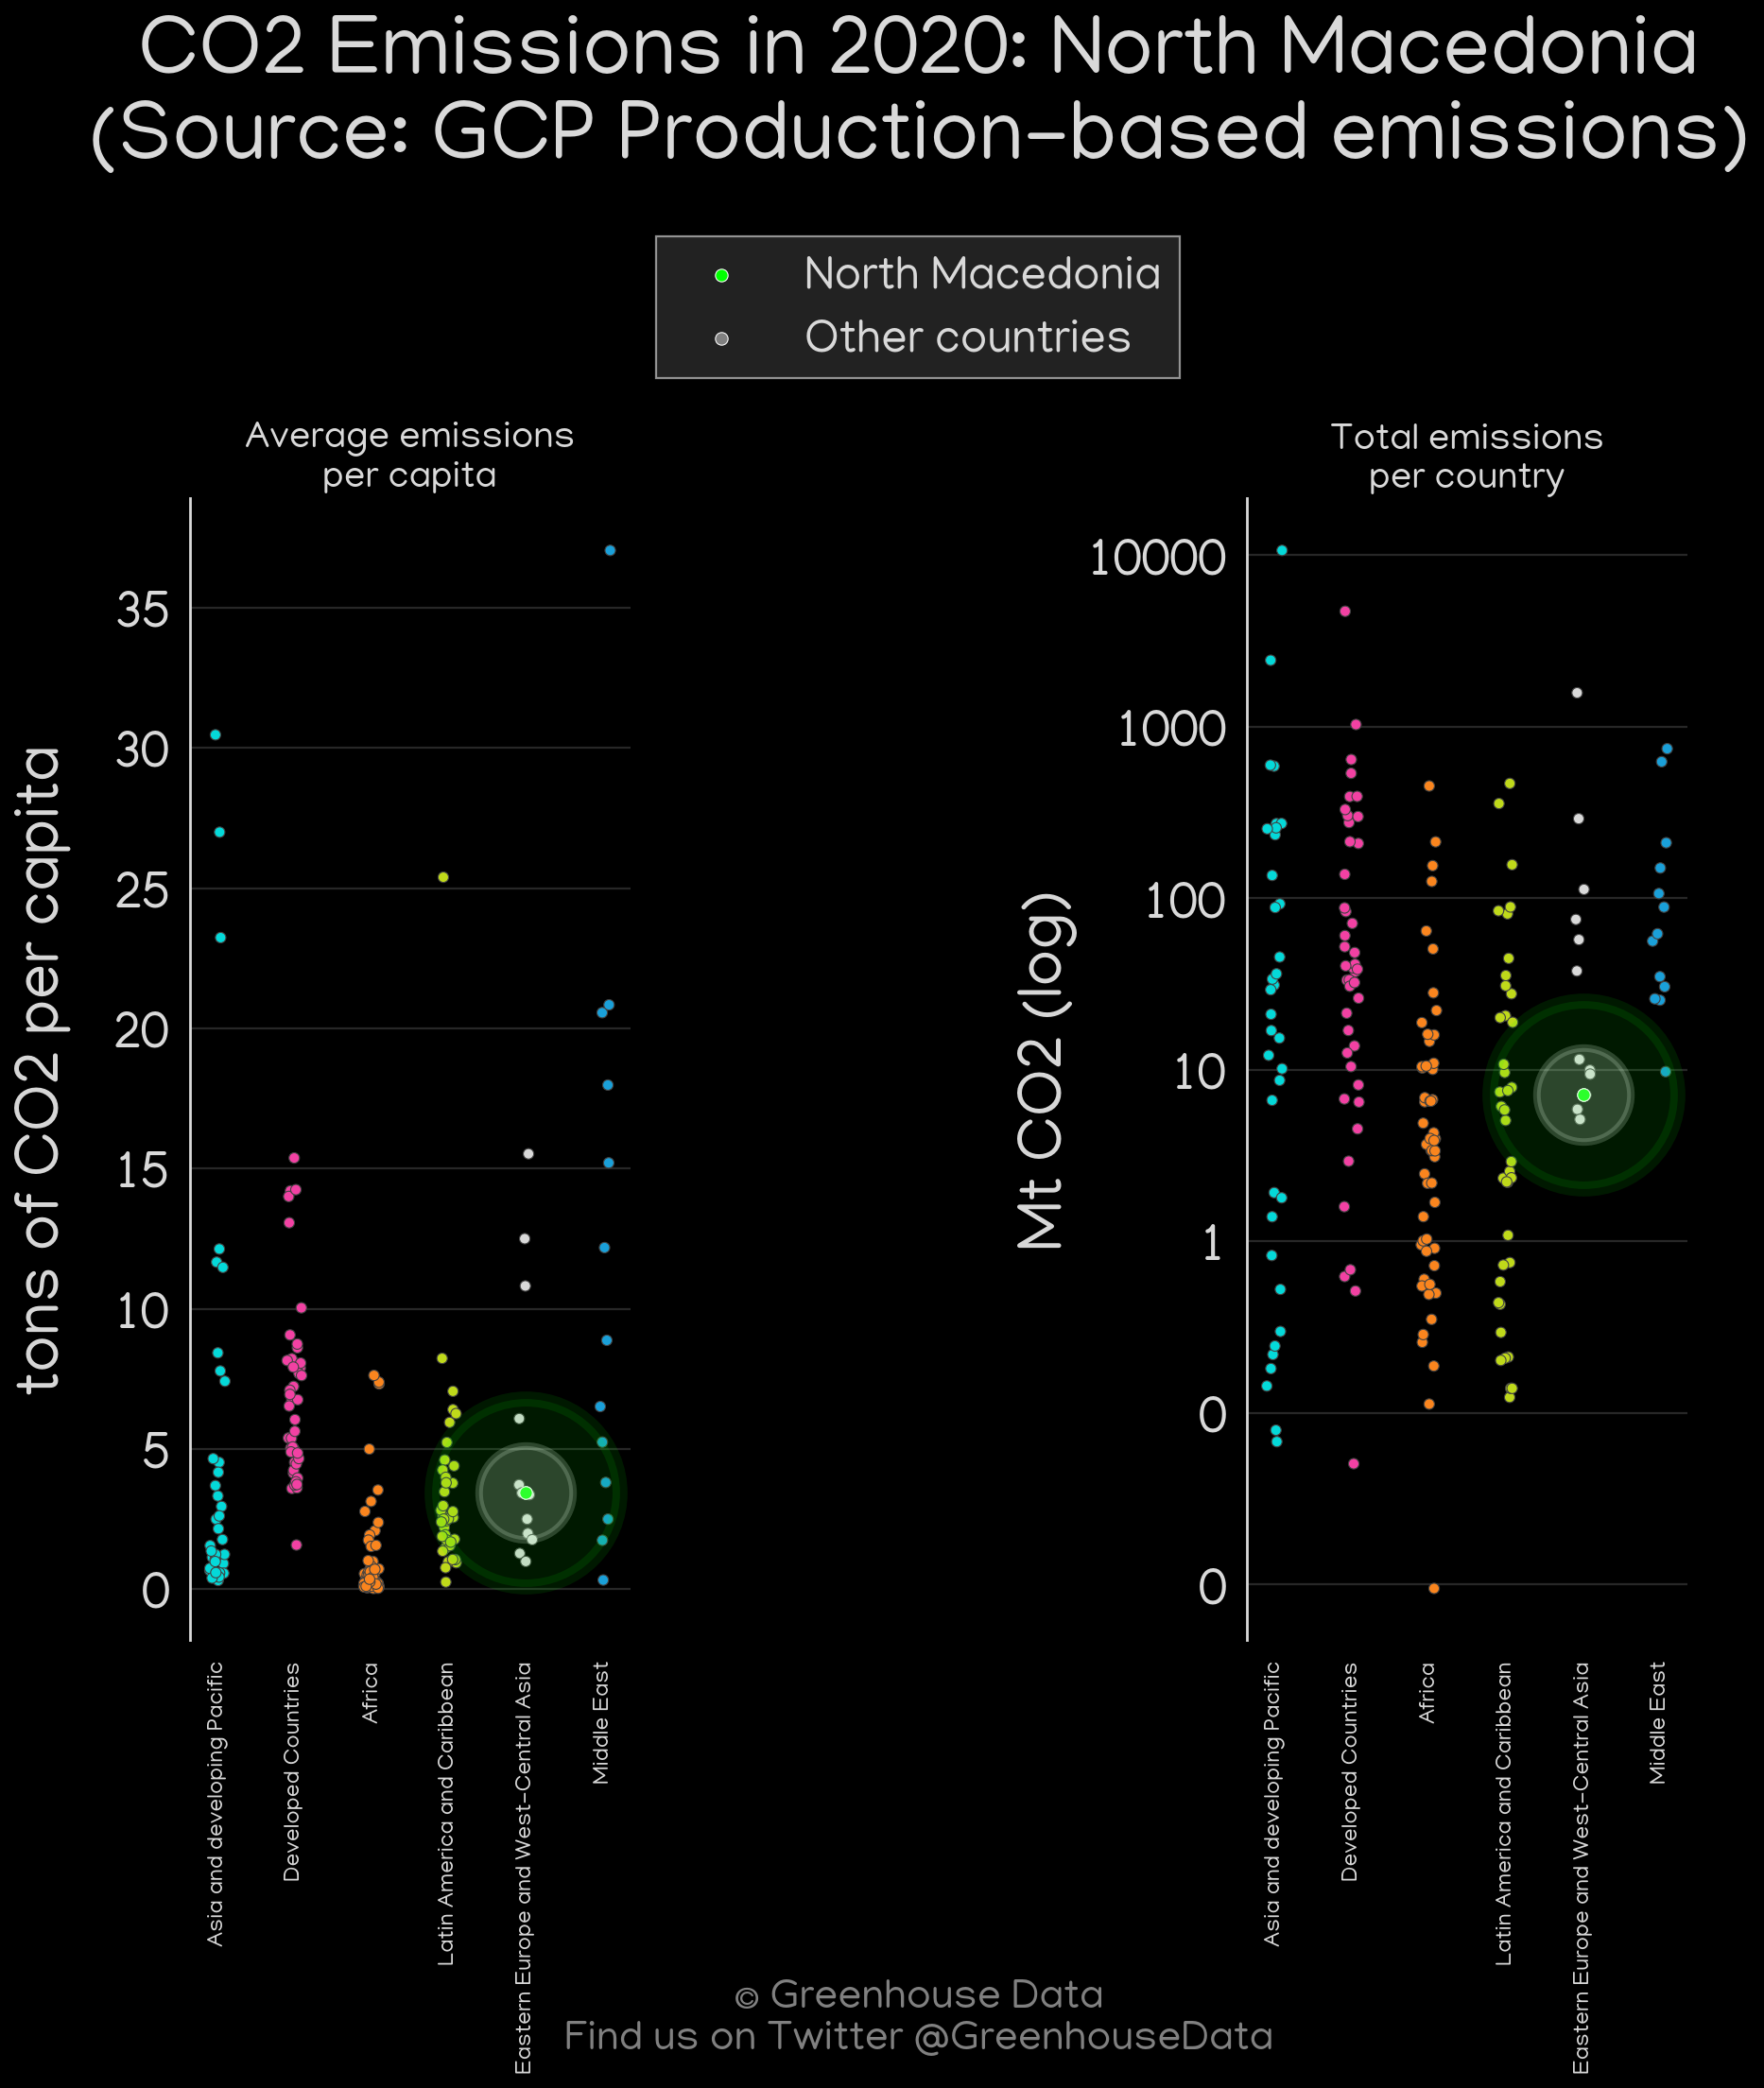 CO2 Emissions in 2020: North Macedonia
(Source: GCP Production-based emissions)
North Macedonia
Other countries
Average emissions
per capita
tons of CO2 per capita
35
30
25
20
15
10
5
0
Asia and developing Pacific
Developed Countries
Africa
Latin America and Caribbean
Eastern Europe and West-Central Asia
Middle East
Total emissions
per country
Mt CO2 (log)
10000
1000
100
10
1
0
0
Asia and developing Pacific
Developed Countries
Africa
Latin America and Caribbean
Eastern Europe and West-Central Asia
Middle East
© Greenhouse Data
Find us on Twitter @GreenhouseData